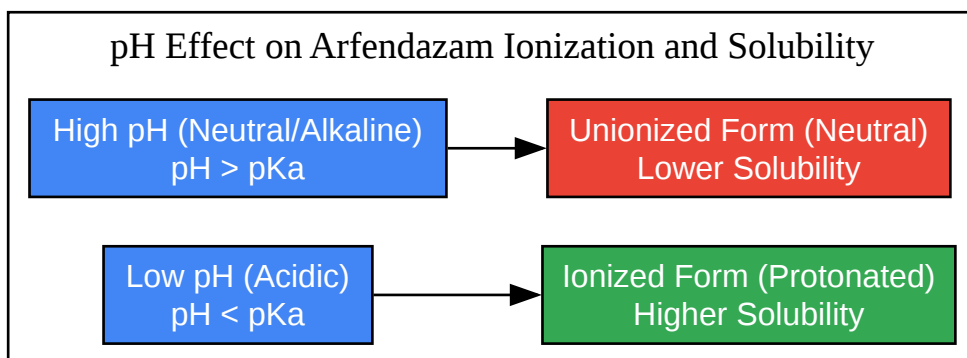 pH Effect on Arfendazam Ionization and Solubility
High pH (Neutral/Alkaline)
pH > pKa
Unionized Form (Neutral)
Lower Solubility
Low pH (Acidic)
pH < pKa
Ionized Form (Protonated)
Higher Solubility